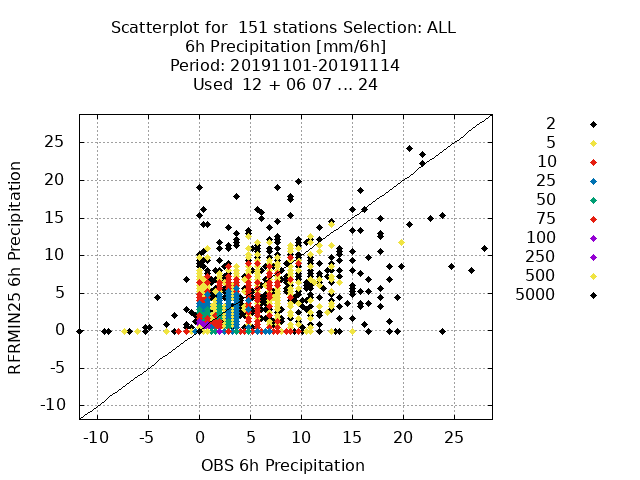 Scatterplot for  151 stations Selection: ALL
6h Precipitation [mm/6h]
Period: 20191101-20191114
Used  12 + 06 07 ... 24
RFRMIN25 6h Precipitation
25
20
15
10
5
0
-5
-10
-10 -5 0 5 10 15 20 25
OBS 6h Precipitation
2
5
10
25
50
75
100
250
500
5000